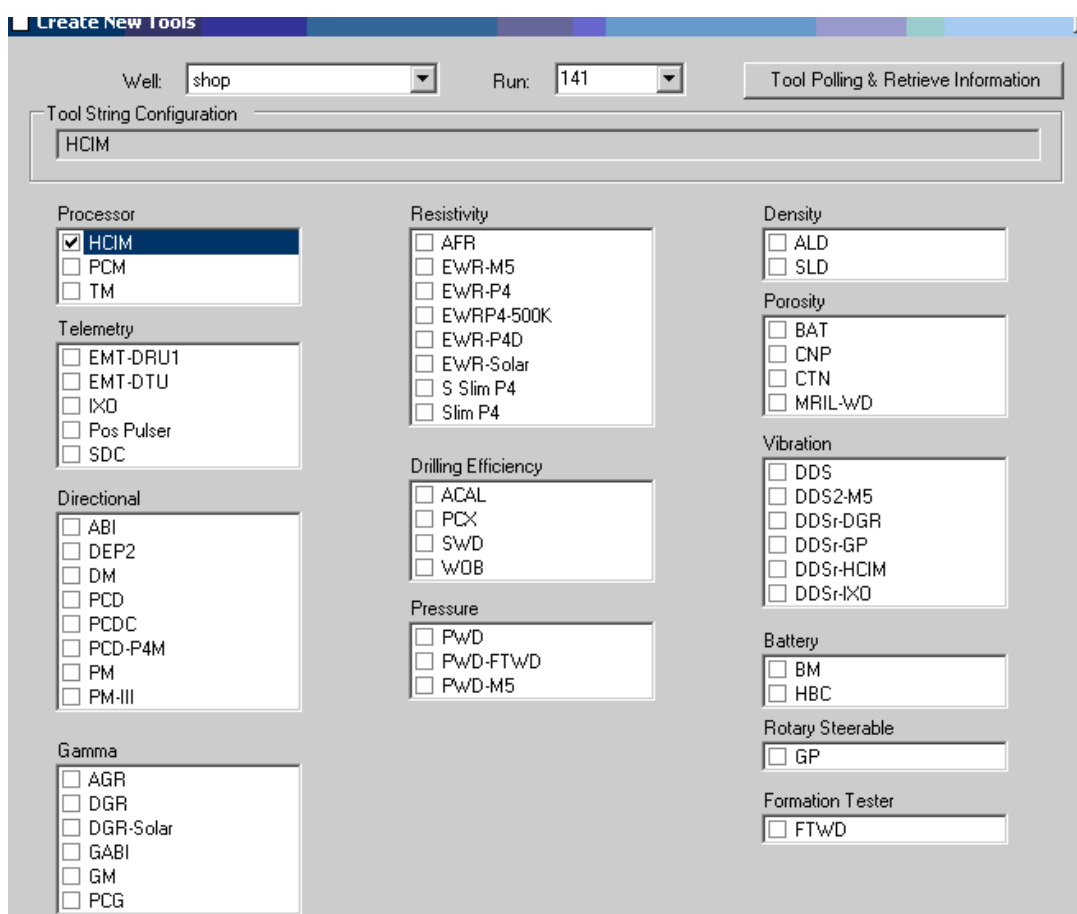 Create New Tools
Well: shop Run: 141 Tool Polling & Retrieve Information
Tool String Configuration
HCIM
Processor
HCIM
PCM
TM
Telemetry
EMT-DRU1
EMT-DTU
IXO
Pos Pulser
SDC
Directional
ABI
DEP2
DM
PCD
PCDC
PCD-P4M
PM
PM-III
Gamma
AGR
DGR
DGR-Solar
GABI
GM
PCG
Resistivity
AFR
EWR-M5
EWR-P4
EWRP4-500K
EWR-P4D
EWR-Solar
S Slim P4
Slim P4
Drilling Efficiency
ACAL
PCX
SWD
WOB
Pressure
PWD
PWD-FTWD
PWD-M5
Density
ALD
SLD
Porosity
BAT
CNP
CTN
MRIL-WD
Vibration
DDS
DDS2-M5
DDSr-DGR
DDSr-GP
DDSr-HCIM
DDSr-IXO
Battery
BM
HBC
Rotary Steerable
GP
Formation Tester
FTWD